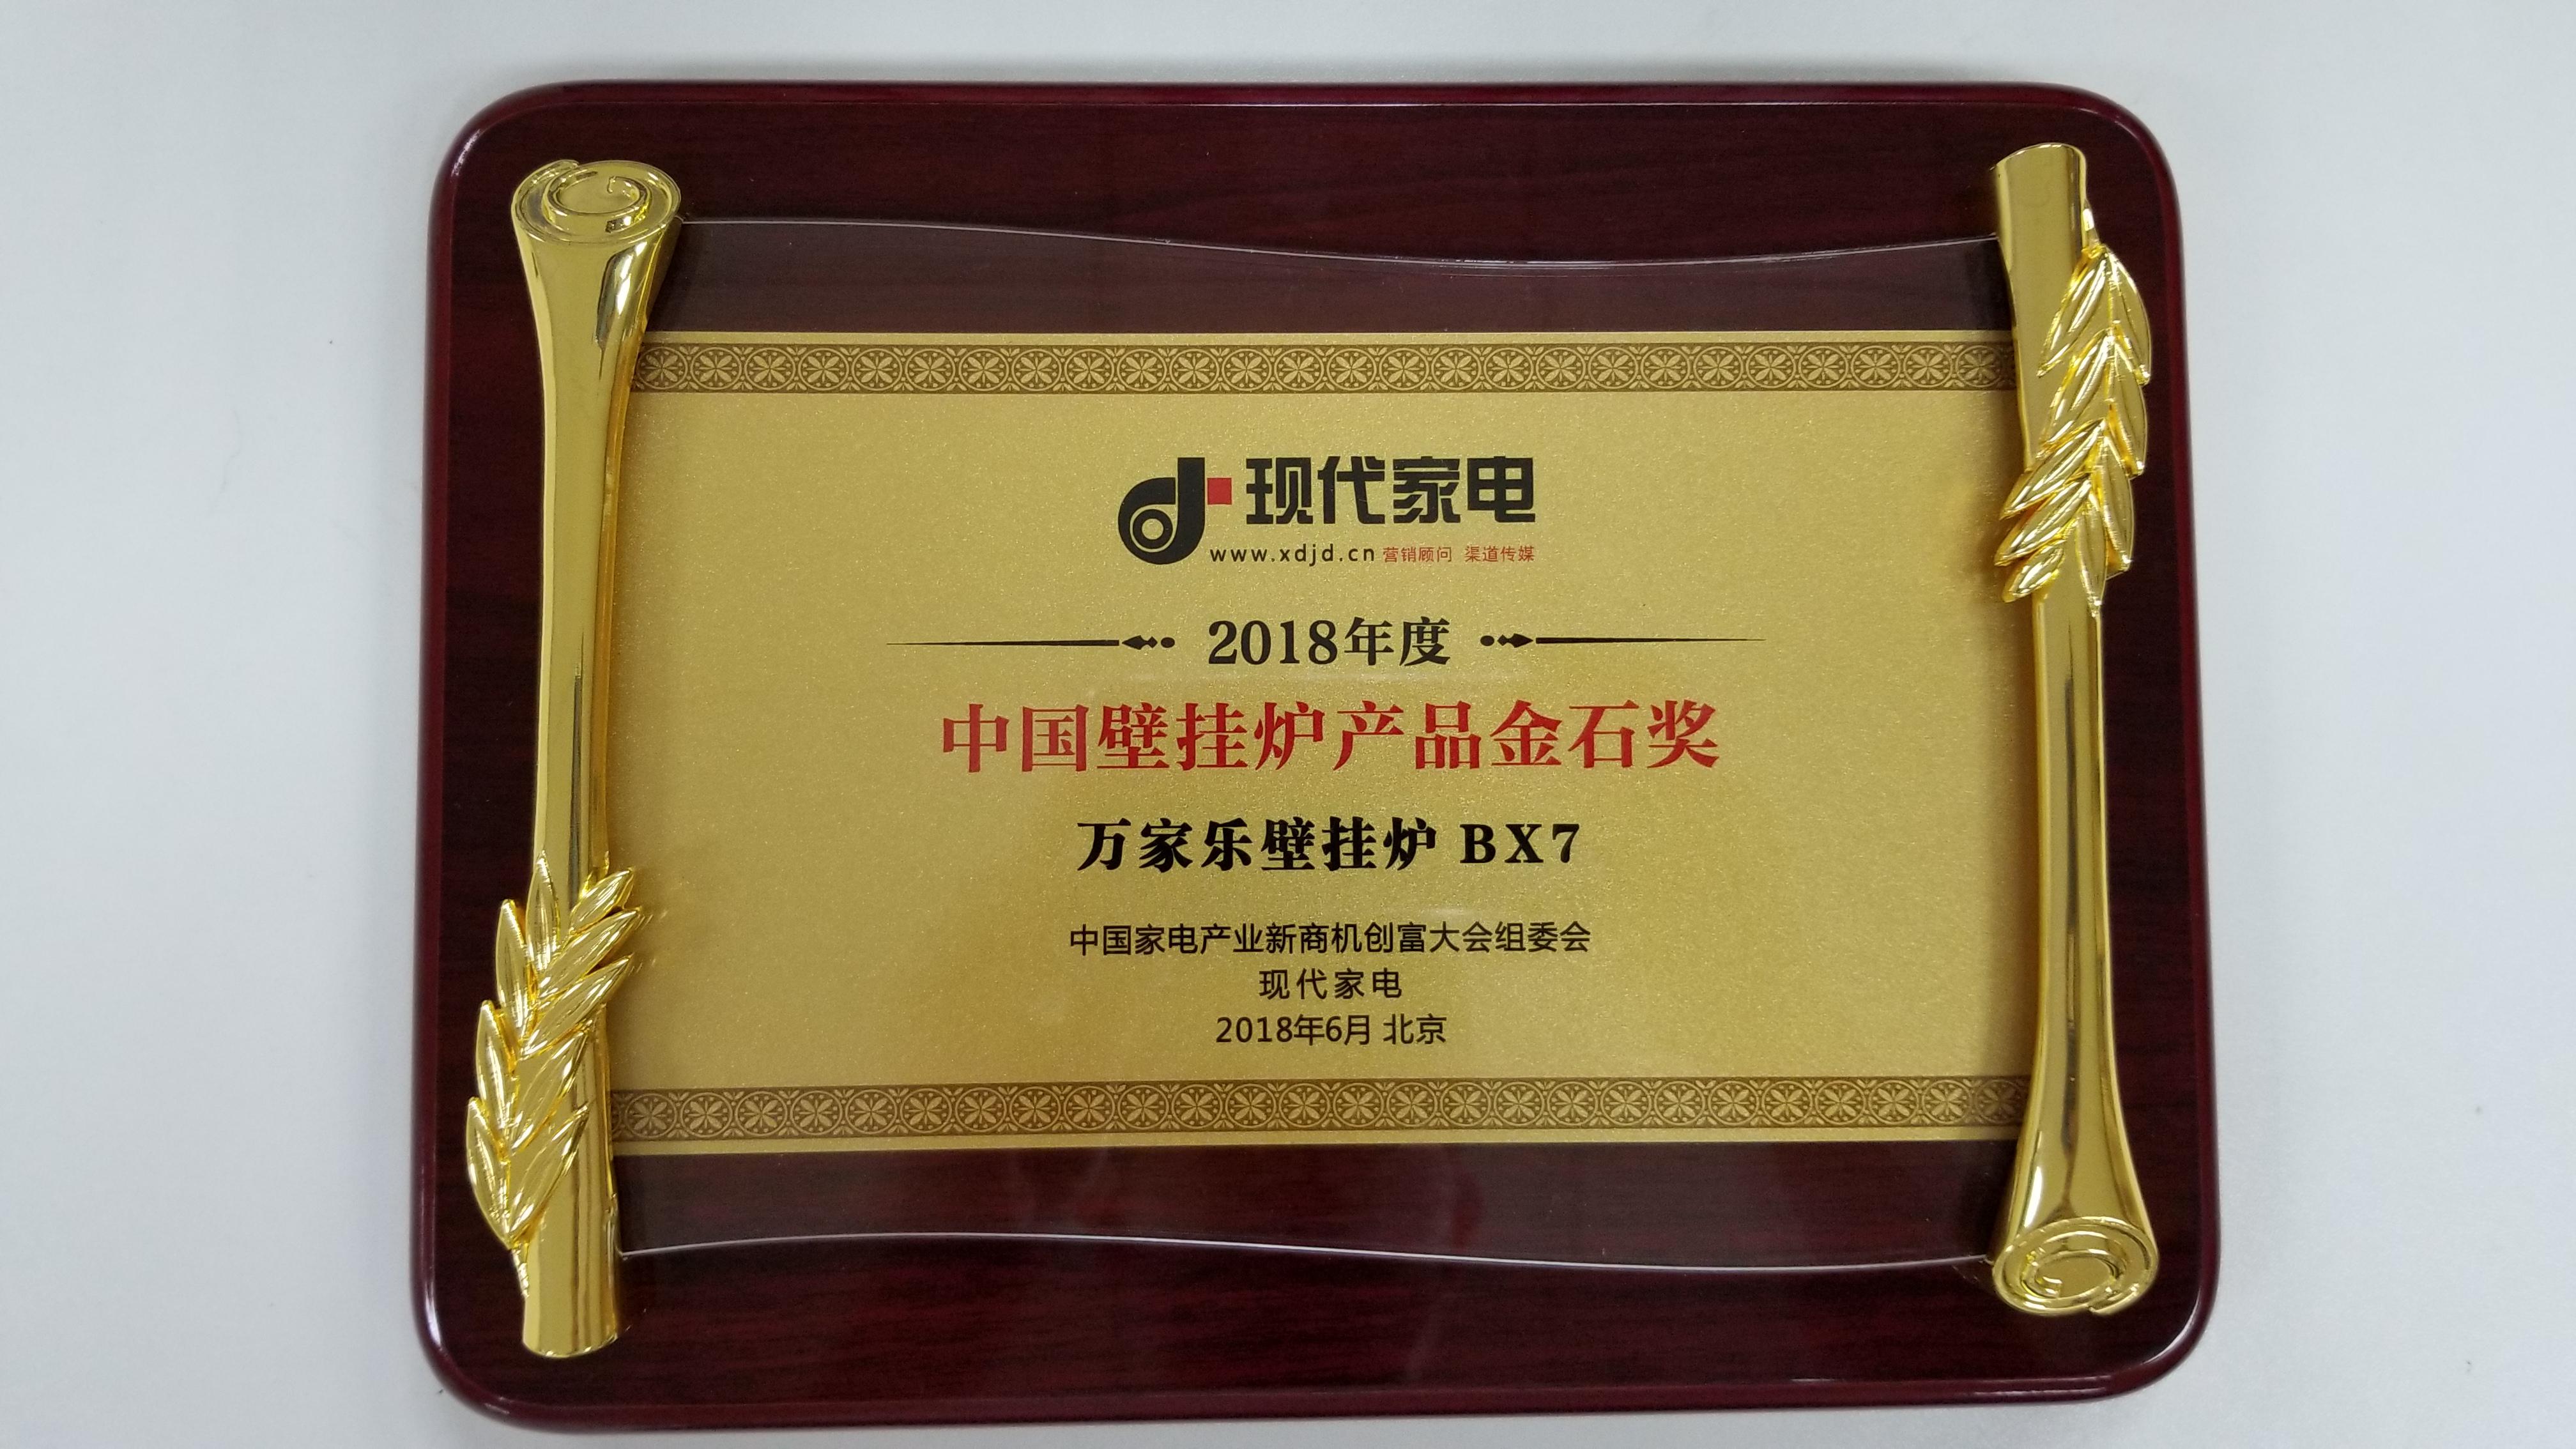 现代家电
www.xdjd.cn 营销顾问 渠道传媒
2018年度
中国壁挂炉产品金石奖
万家乐壁挂炉 BX7
中国家电产业新商机创富大会组委会
现代家电
2018年6月 北京